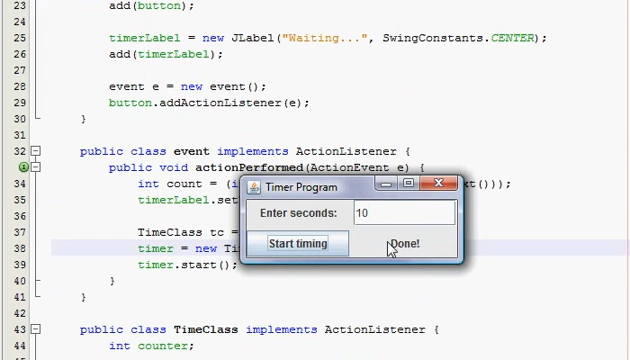 23 add(button);
24
25 timerLabel = new JLabel("Waiting...", SwingConstants.CENTER);
26 add(timerLabel);
27
28 event e = new event();
29 button.addActionListener(e);
30 }
31
32 public class event implements ActionListener {
public void actionPerformed(ActionEvent e) {
34 int count = (i xt()));
35 timerLabel.set
36
37 TimeClass tc =
38 timer = new Ti
39 timer.start();
40 }
41 }
42
43 public class TimeClass implements ActionListener {
44 int counter;
Timer Program
Enter seconds: 10
Start timing Done!